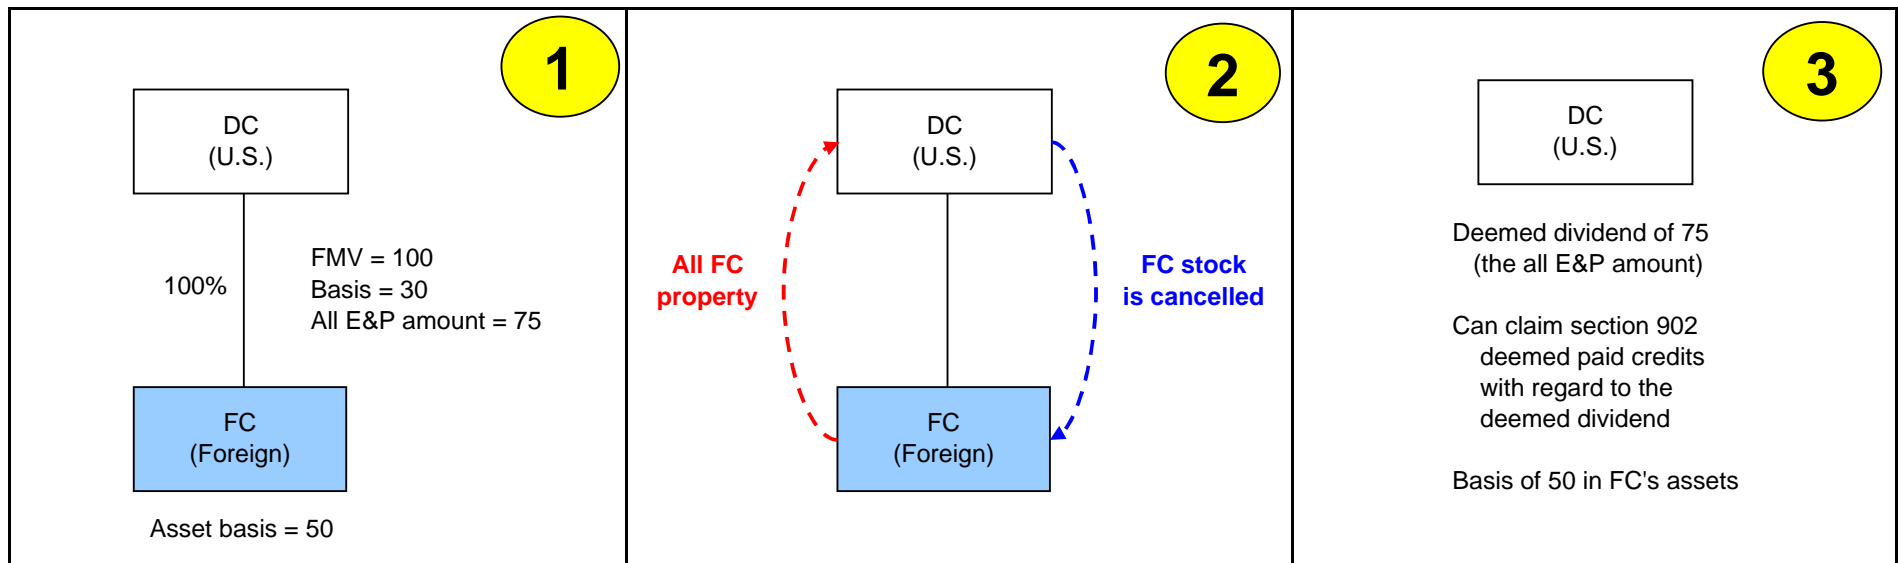 1
DC
(U.S.)
100%
FMV = 100
Basis = 30
All E&P amount = 75
FC
(Foreign)
Asset basis = 50
2
DC
(U.S.)
All FC
property
FC stock
is cancelled
FC
(Foreign)
3
DC
(U.S.)
Deemed dividend of 75
(the all E&P amount)
Can claim section 902
deemed paid credits
with regard to the
deemed dividend
Basis of 50 in FC's assets